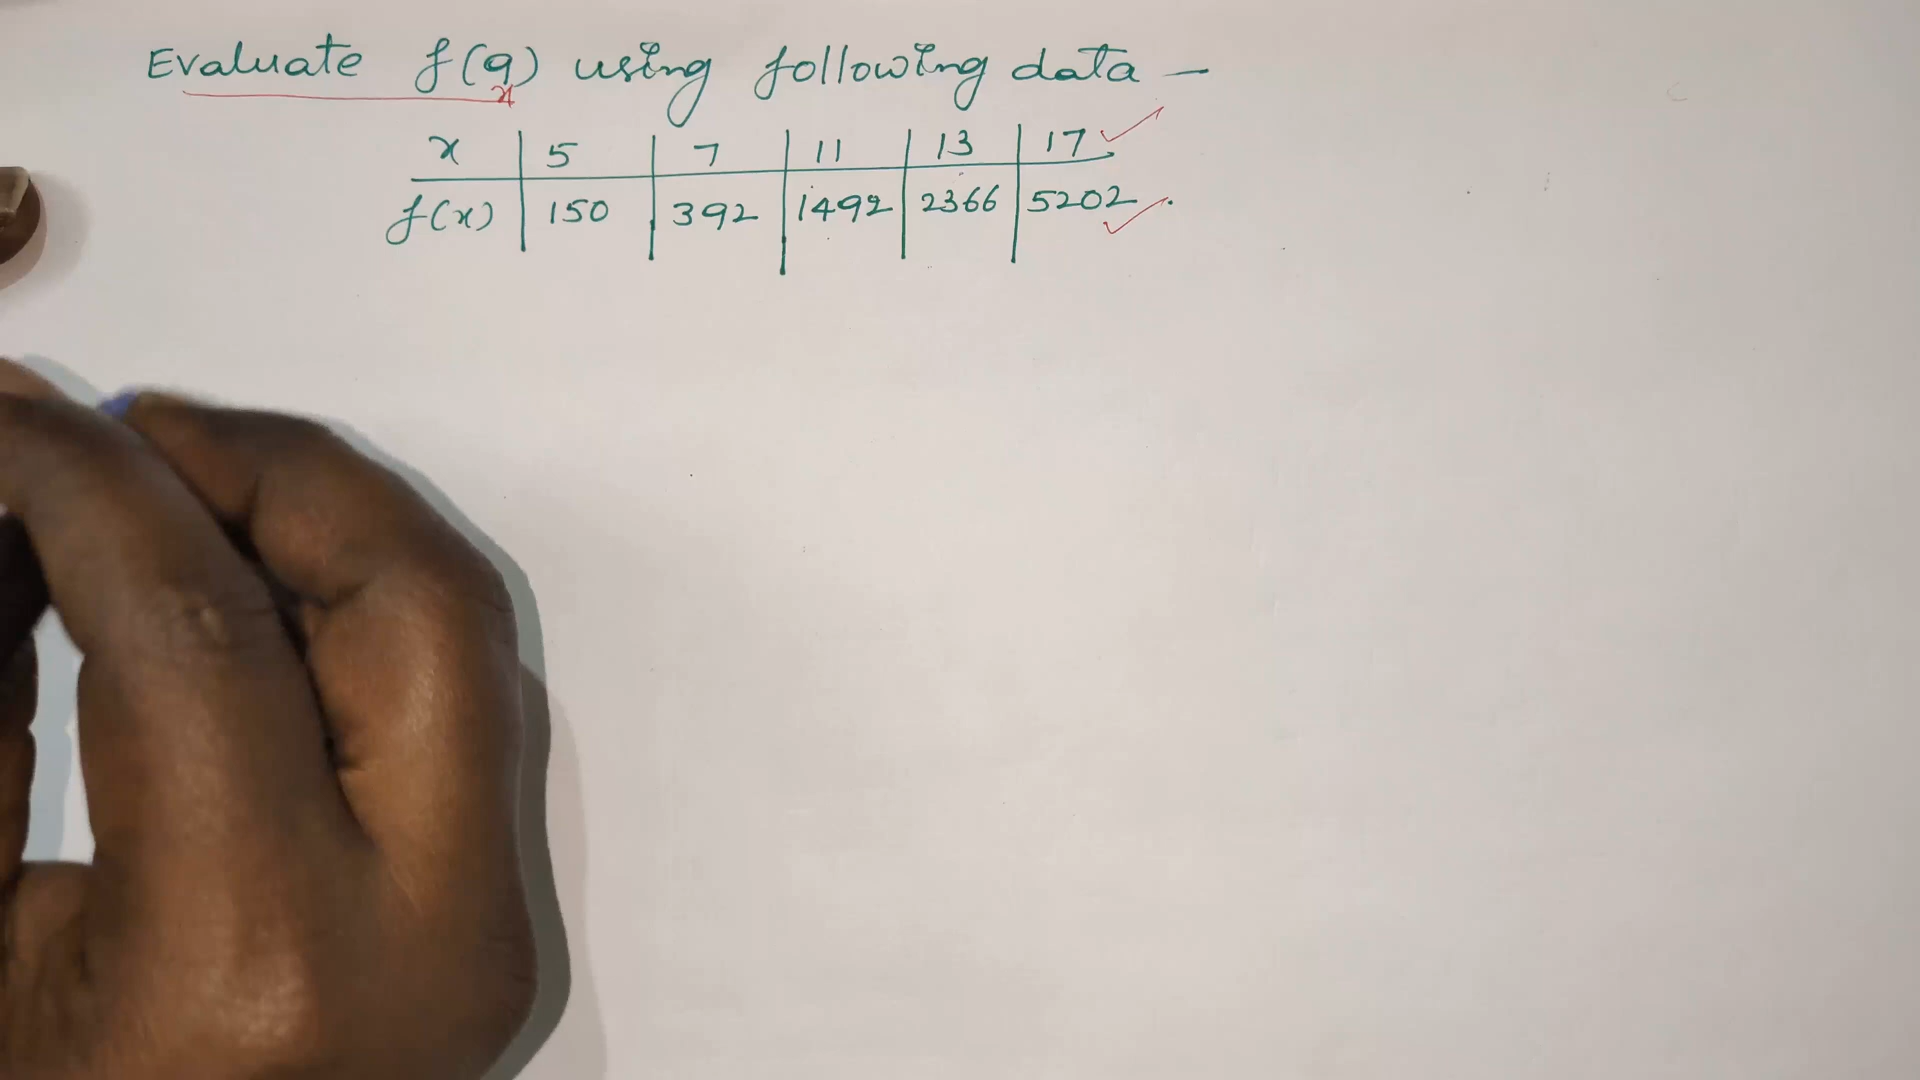 Evaluate f(9) using following data —
x
x | 5 | 7 | 11 | 13 | 17
f(x) | 150 | 392 | 1492 | 2366 | 5202 .